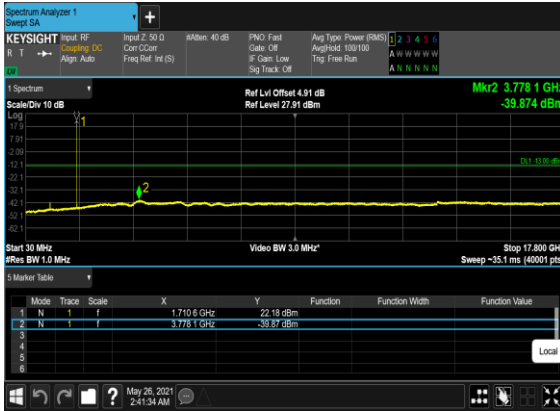 Spectrum Analyzer 1
Swept SA
+
KEYSIGHT Input: RF Input Z: 50 Ω #Atten: 40 dB PNO: Fast Avg Type: Power (RMS) 1 2 3 4 5 6
R T Coupling: DC Corr CCorr Gate: Off Avg|Hold: 100/100 A W W W W W
Align: Auto Freq Ref: Int (S) IF Gain: Low Trig: Free Run
Sig Track: Off A N N N N N
1 Spectrum
Scale/Div 10 dB
Ref Lvl Offset 4.91 dB
Ref Level 27.91 dBm
Mkr2 3.778 1 GHz
-39.874 dBm
Log
17.9
7.91
-2.09
-12.1
-22.1
-32.1
-42.1
-52.1
-62.1
1
2
DL1 -13.00 dBm
Start 30 MHz Video BW 3.0 MHz* Stop 17.800 GH
#Res BW 1.0 MHz Sweep ~35.1 ms (40001 pts
5 Marker Table
Mode Trace Scale X Y Function Function Width Function Value
1 N 1 f 1.710 6 GHz 22.18 dBm
2 N 1 f 3.778 1 GHz -39.87 dBm
3
4
5
6
Local
?
May 26, 2021
2:41:34 AM